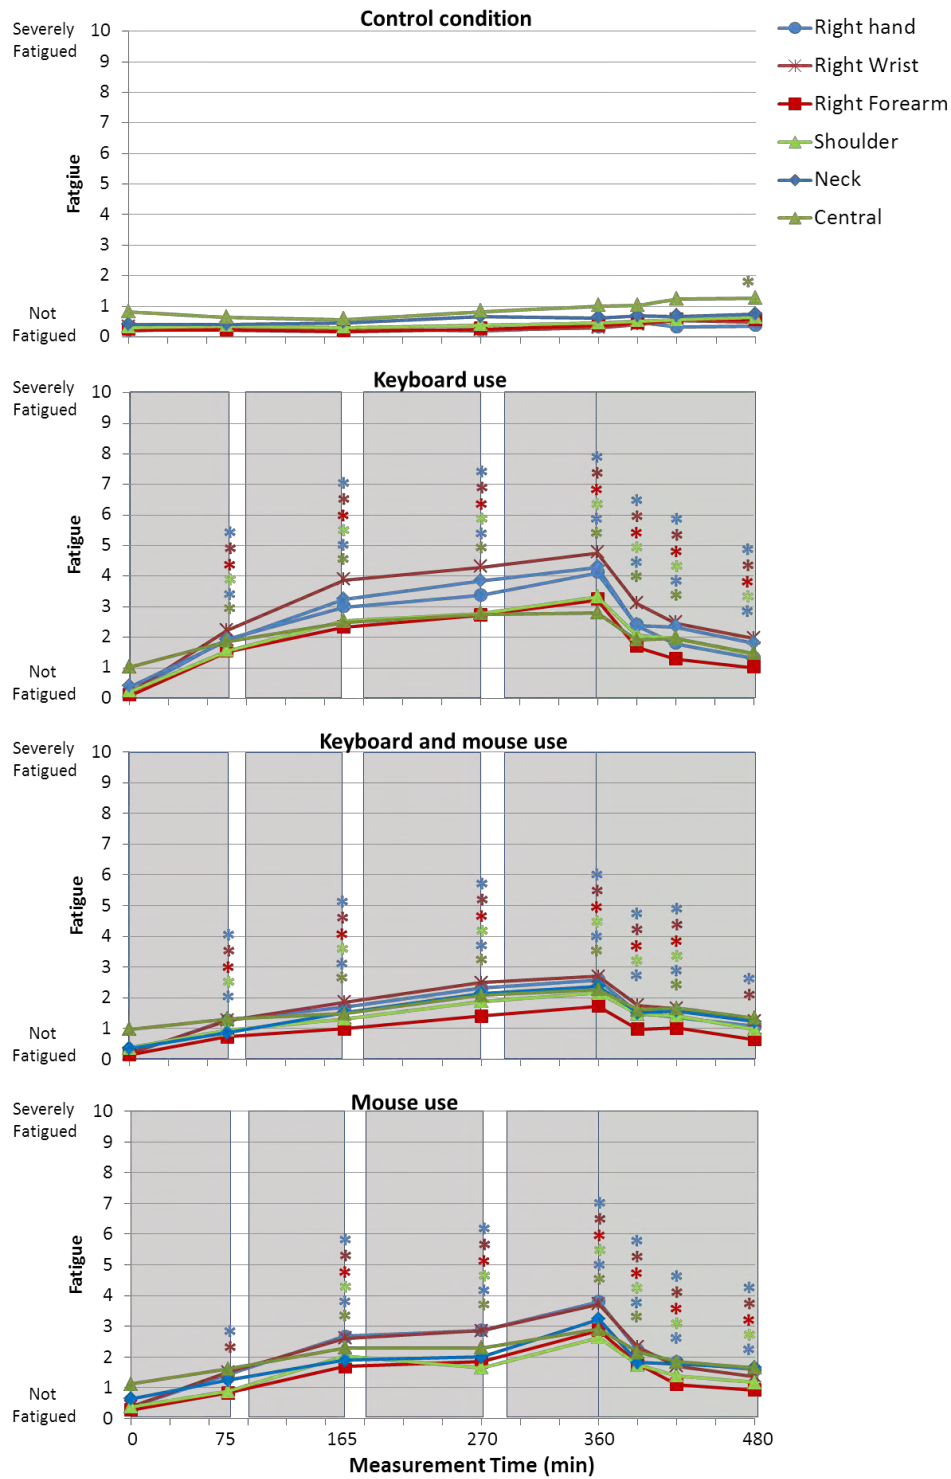 Control condition
Severely
Fatigued
10
9
8
7
6
5
4
3
2
1
0
Fatgiue
Not
Fatigued
*
Right hand
Right Wrist
Right Forearm
Shoulder
Neck
Central
Keyboard use
Severely
Fatigued
10
9
8
7
6
5
4
3
2
1
0
Fatigue
Not
Fatigued
Keyboard and mouse use
Severely
Fatigued
10
9
8
7
6
5
4
3
2
1
0
Fatigue
Not
Fatigued
Mouse use
Severely
Fatigued
10
9
8
7
6
5
4
3
2
1
0
Fatigue
Not
Fatigued
0 75 165 270 360 480
Measurement Time (min)